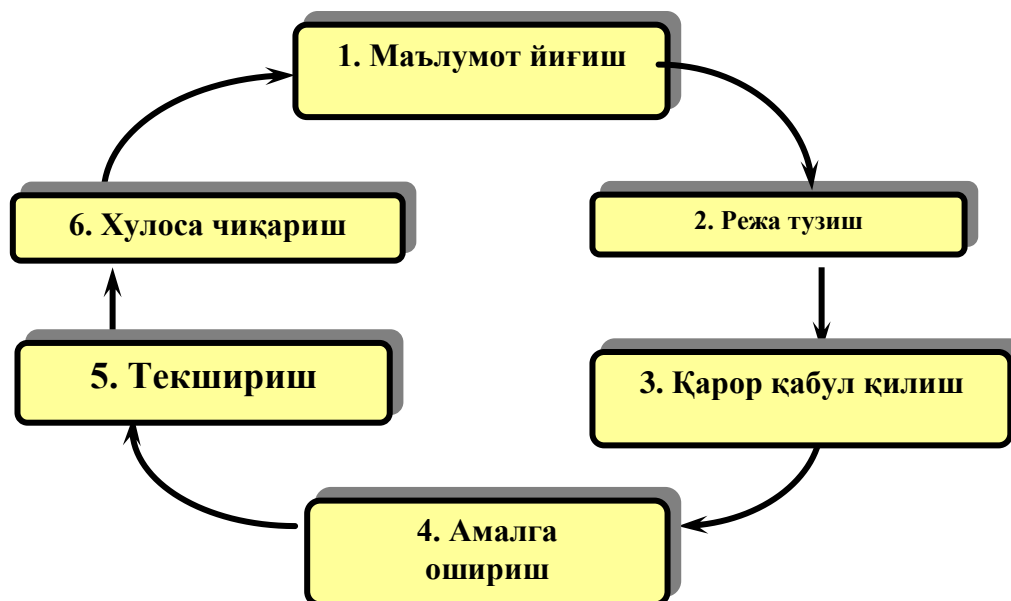 1. Маълумот йиғиш
2. Режа тузиш
3. Қарор қабул қилиш
4. Амалга
ошириш
5. Текшириш
6. Хулоса чиқариш